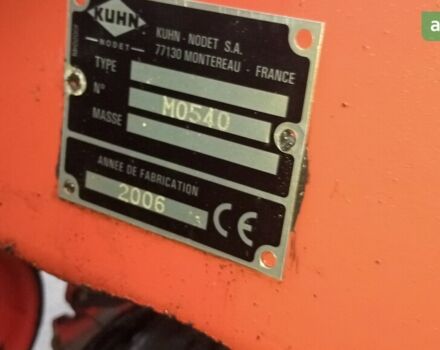 KUHN
NODET
KUHN - NODET S.A.
77130 MONTEREAU - FRANCE
TYPE
N° M0540
MASSE
ANNEE DE FABRICATION
2006 CE
a